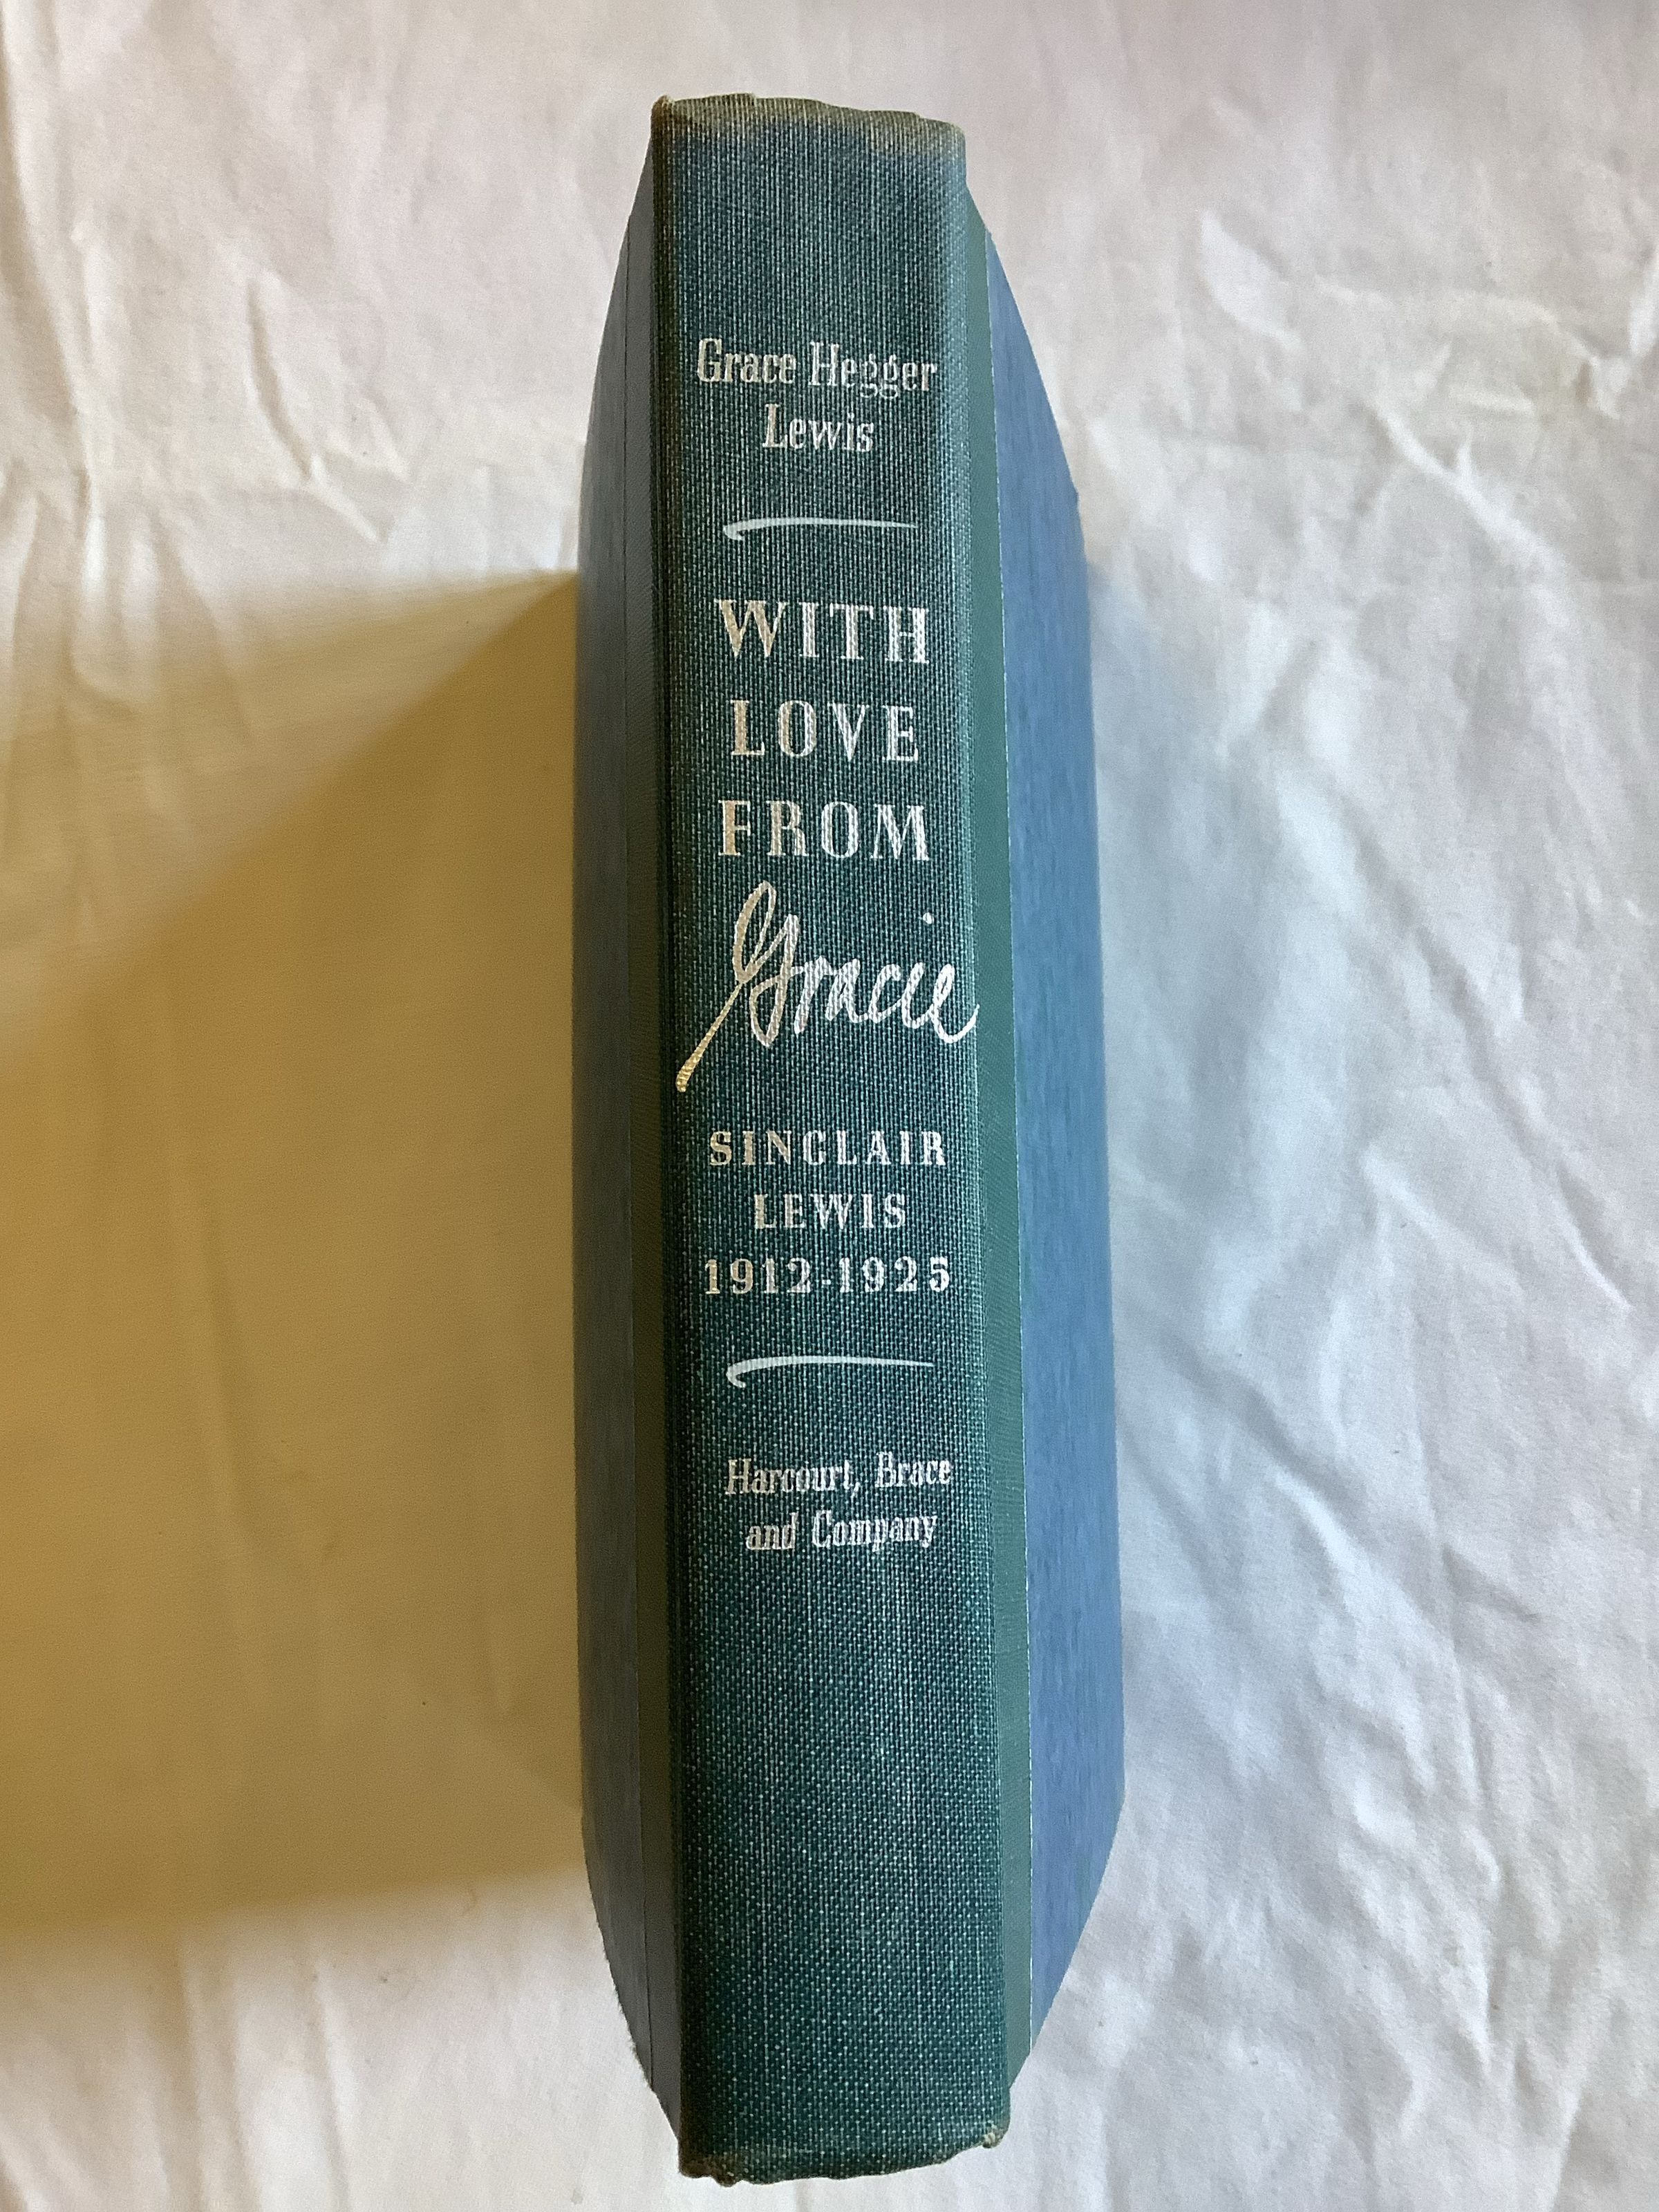 Grace Hegger
Lewis
WITH
LOVE
FROM
Gracie
SINCLAIR
LEWIS
1912-1925
Harcourt, Brace
and Company